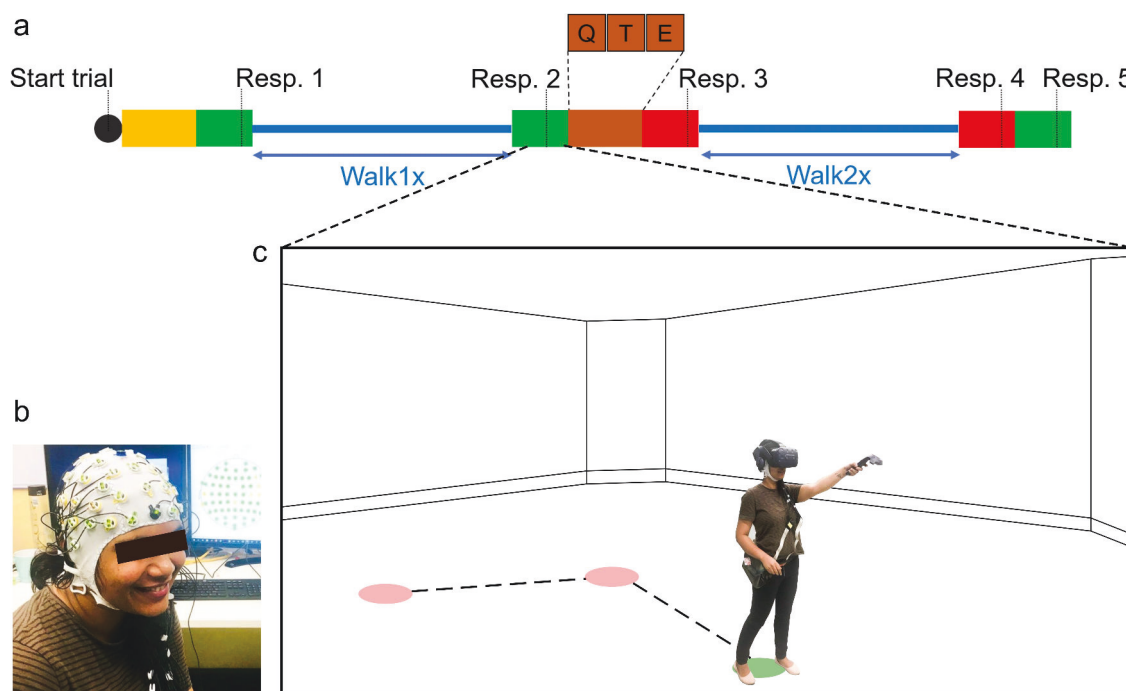 a
Q T E
Start trial
Resp. 1
Resp. 2
Resp. 3
Resp. 4
Resp. 5
Walk1x
Walk2x
c
b